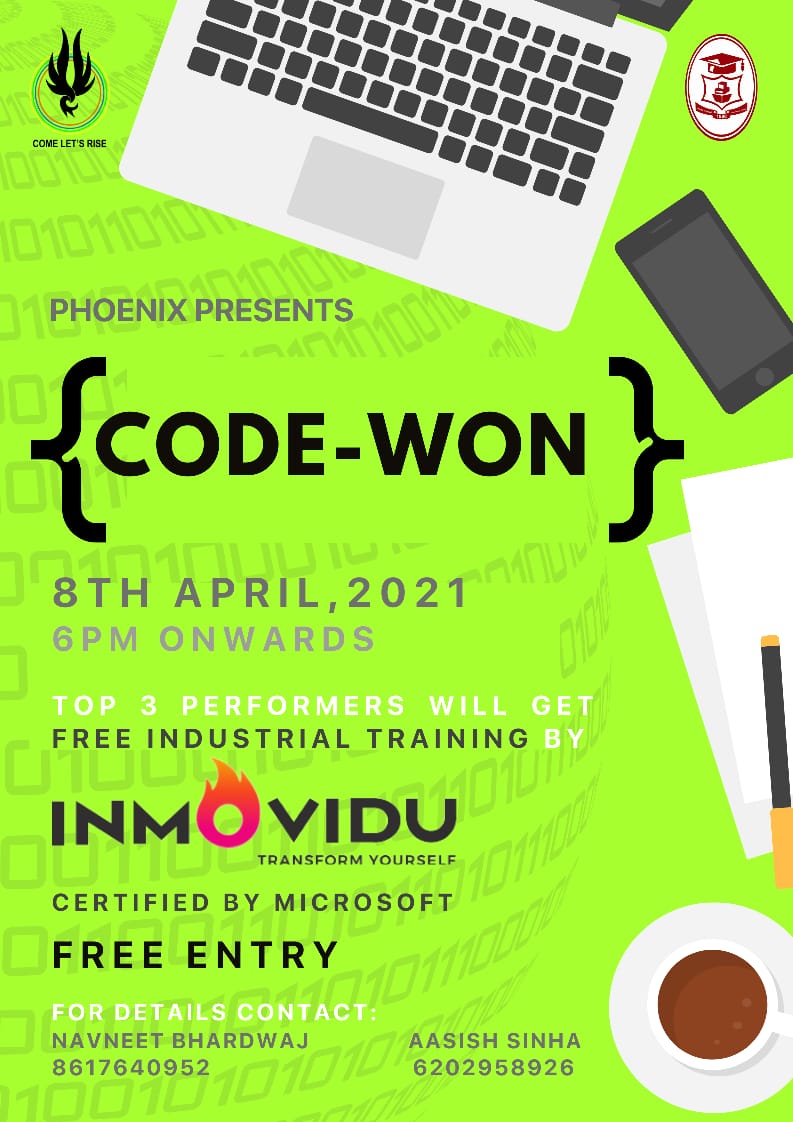 COME LET'S RISE
PHOENIX PRESENTS
{CODE-WON}
8TH APRIL,2021
6PM ONWARDS
TOP 3 PERFORMERS WILL GET
FREE INDUSTRIAL TRAINING BY
INMOVIDU
TRANSFORM YOURSELF
CERTIFIED BY MICROSOFT
FREE ENTRY
FOR DETAILS CONTACT:
NAVNEET BHARDWAJ AASISH SINHA
8617640952 6202958926